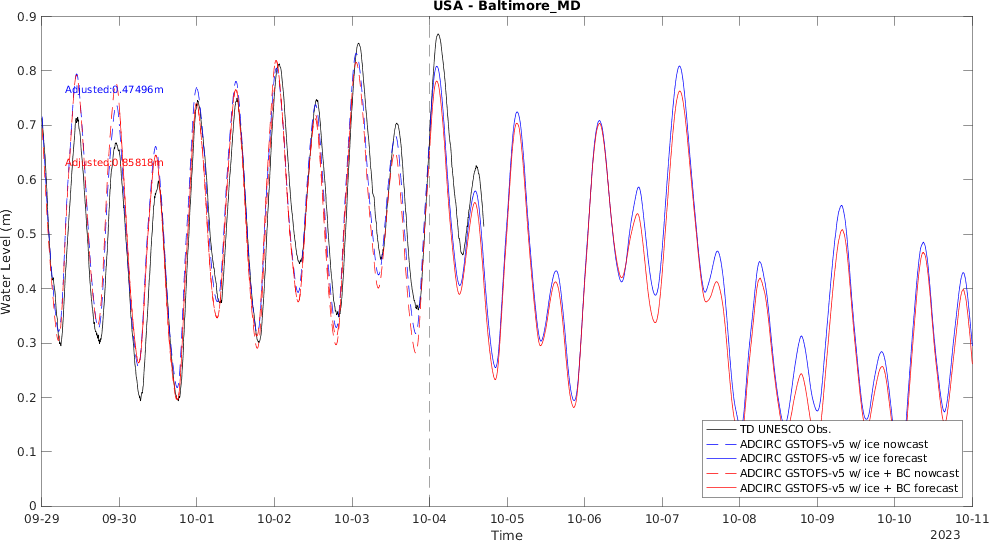 USA - Baltimore_MD
0.9
0.8
0.7
0.6
0.5
0.4
0.3
0.2
0.1
0
Water Level (m)
Adjusted:0.47496m
Adjusted:0.85818m
TD UNESCO Obs.
ADCIRC GSTOFS-v5 w/ ice nowcast
ADCIRC GSTOFS-v5 w/ ice forecast
ADCIRC GSTOFS-v5 w/ ice + BC nowcast
ADCIRC GSTOFS-v5 w/ ice + BC forecast
09-29 09-30 10-01 10-02 10-03 10-04 10-05 10-06 10-07 10-08 10-09 10-10 10-11
Time
2023